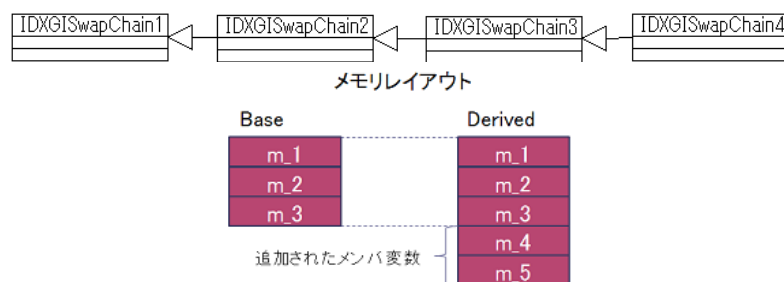 IDXGISwapChain1 IDXGISwapChain2 IDXGISwapChain3 IDXGISwapChain4
メモリレイアウト
Base Derived
m_1 m_1
m_2 m_2
m_3 m_3
m_4
追加されたメンバ変数
m_5